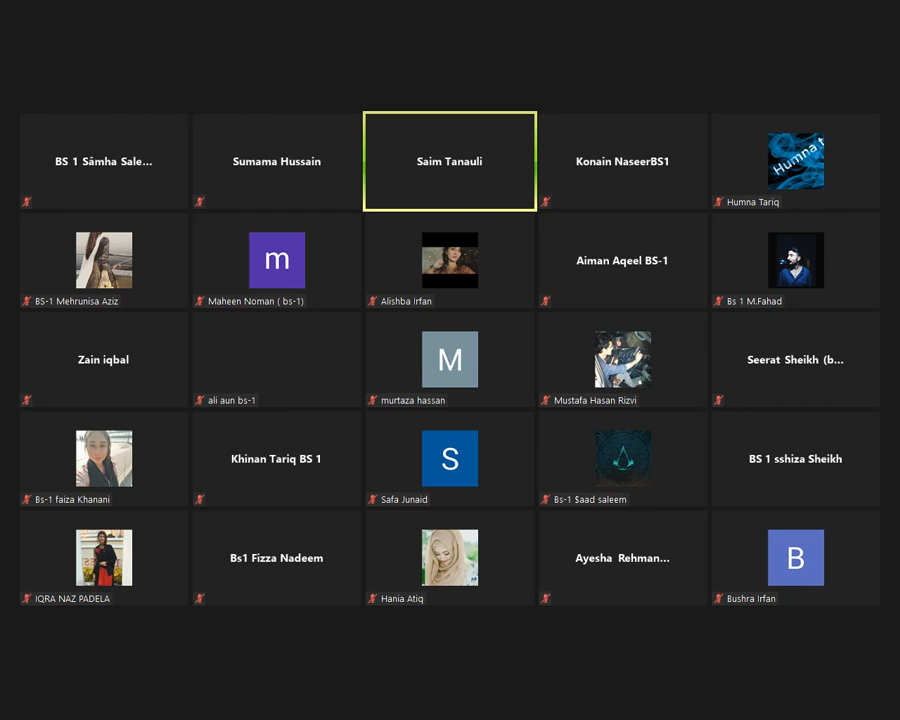 BS 1 Sâmha Sale...
Sumama Hussain
Saim Tanauli
Konain NaseerBS1
Humna t
Humna Tariq
BS-1 Mehrunisa Aziz
m
Maheen Noman ( bs-1)
Alishba Irfan
Aiman Aqeel BS-1
Bs 1 M.Fahad
Zain iqbal
ali aun bs-1
M
murtaza hassan
Mustafa Hasan Rizvi
Seerat Sheikh (b...
Bs-1 faiza Khanani
Khinan Tariq BS 1
S
Safa Junaid
Bs-1 $aad saleem
BS 1 sshiza Sheikh
IQRA NAZ PADELA
Bs1 Fizza Nadeem
Hania Atiq
Ayesha Rehman...
B
Bushra Irfan